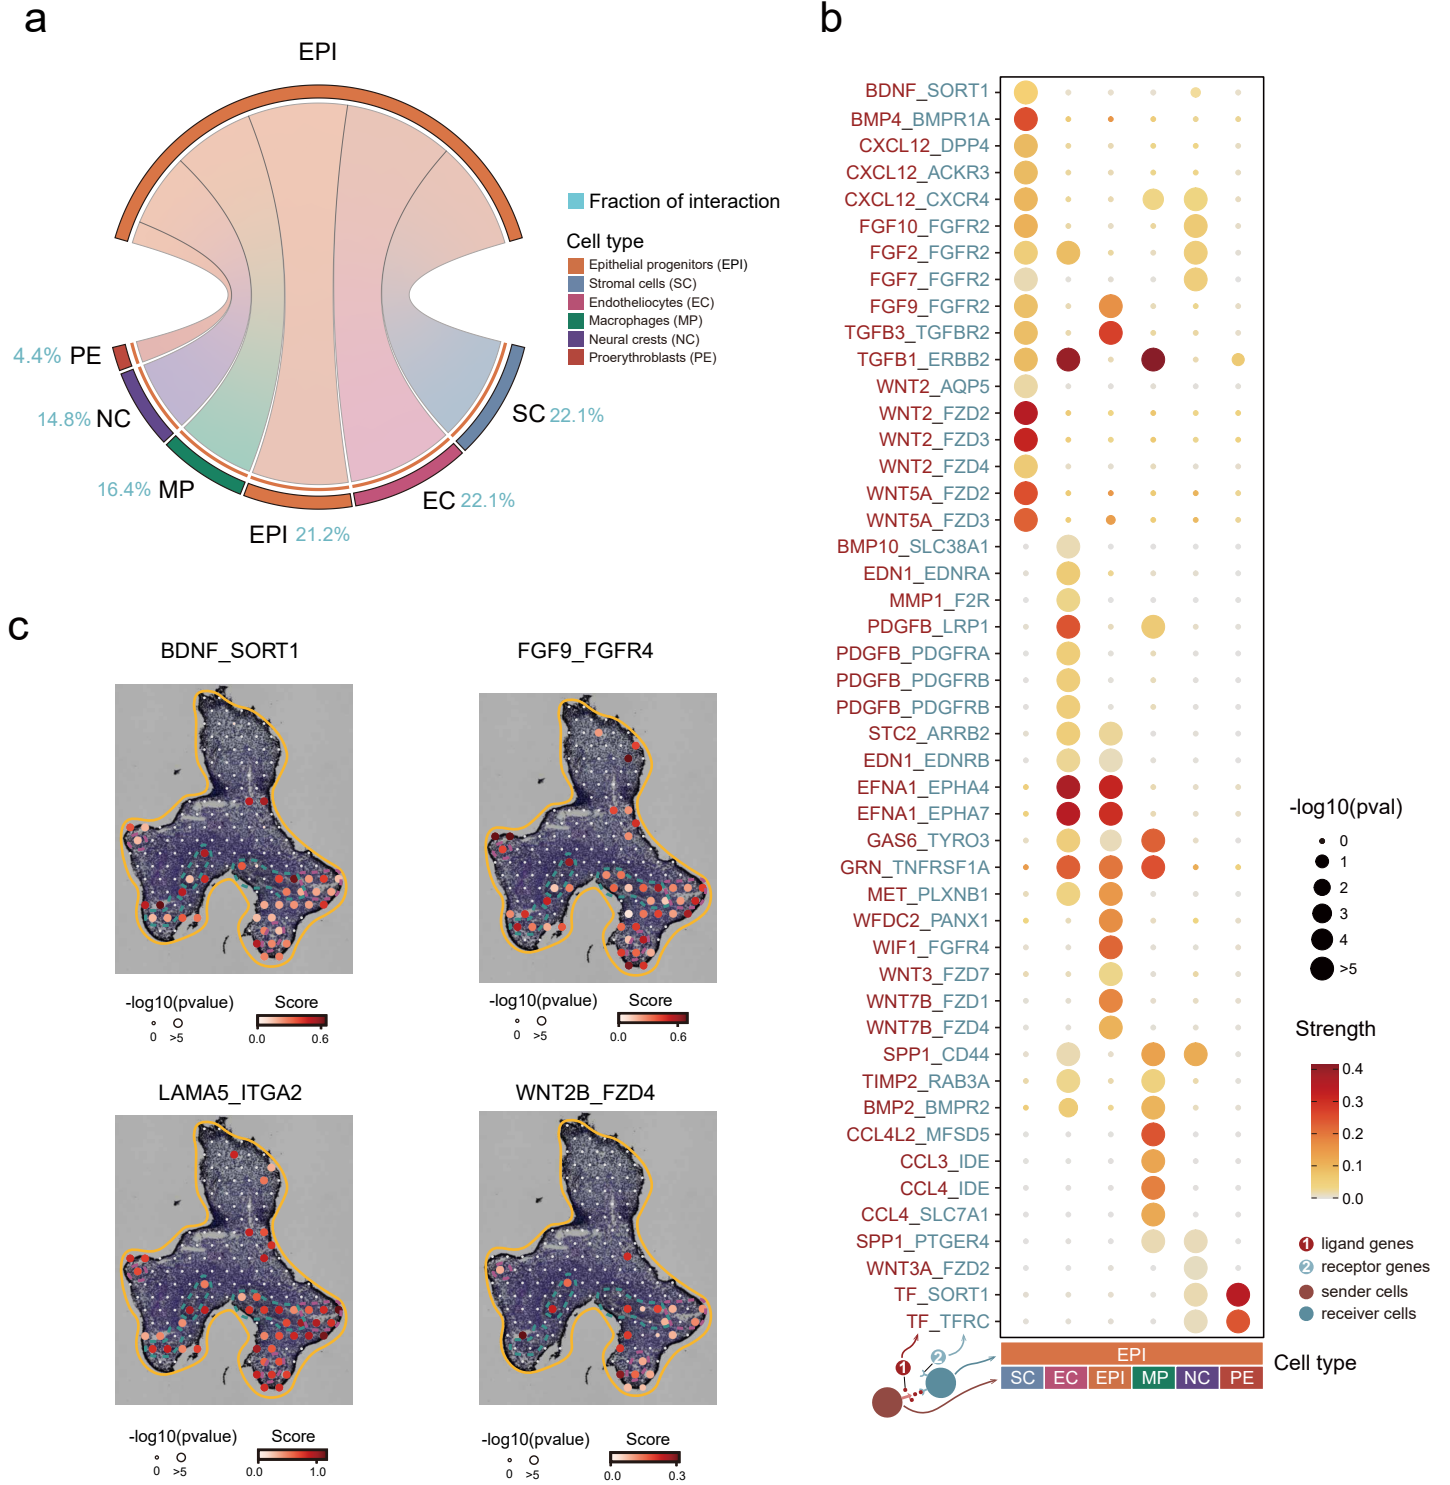 a
EPI
Fraction of interaction
Cell type
Epithelial progenitors (EPI)
Stromal cells (SC)
Endotheliocytes (EC)
Macrophages (MP)
Neural crests (NC)
Proerythroblasts (PE)
4.4% PE
14.8% NC
16.4% MP
EPI 21.2%
EC 22.1%
SC 22.1%
b
BDNF_SORT1
BMP4_BMPR1A
CXCL12_DPP4
CXCL12_ACKR3
CXCL12_CXCR4
FGF10_FGFR2
FGF2_FGFR2
FGF7_FGFR2
FGF9_FGFR2
TGFB3_TGFBR2
TGFB1_ERBB2
WNT2_AQP5
WNT2_FZD2
WNT2_FZD3
WNT2_FZD4
WNT5A_FZD2
WNT5A_FZD3
BMP10_SLC38A1
EDN1_EDNRA
MMP1_F2R
PDGFB_LRP1
PDGFB_PDGFRA
PDGFB_PDGFRB
PDGFB_PDGFRB
STC2_ARRB2
EDN1_EDNRB
EFNA1_EPHA4
EFNA1_EPHA7
GAS6_TYRO3
GRN_TNFRSF1A
MET_PLXNB1
WFDC2_PANX1
WIF1_FGFR4
WNT3_FZD7
WNT7B_FZD1
WNT7B_FZD4
SPP1_CD44
TIMP2_RAB3A
BMP2_BMPR2
CCL4L2_MFSD5
CCL3_IDE
CCL4_IDE
CCL4_SLC7A1
SPP1_PTGER4
WNT3A_FZD2
TF_SORT1
TF_TFRC
1
2
EPI
SC EC EPI MP NC PE
Cell type
-log10(pval)
0
1
2
3
4
>5
Strength
0.4
0.3
0.2
0.1
0.0
1 ligand genes
2 receptor genes
sender cells
receiver cells
c
BDNF_SORT1
-log10(pvalue) Score
0 >5 0.0 0.6
FGF9_FGFR4
-log10(pvalue) Score
0 >5 0.0 0.6
LAMA5_ITGA2
-log10(pvalue) Score
0 >5 0.0 1.0
WNT2B_FZD4
-log10(pvalue) Score
0 >5 0.0 0.3